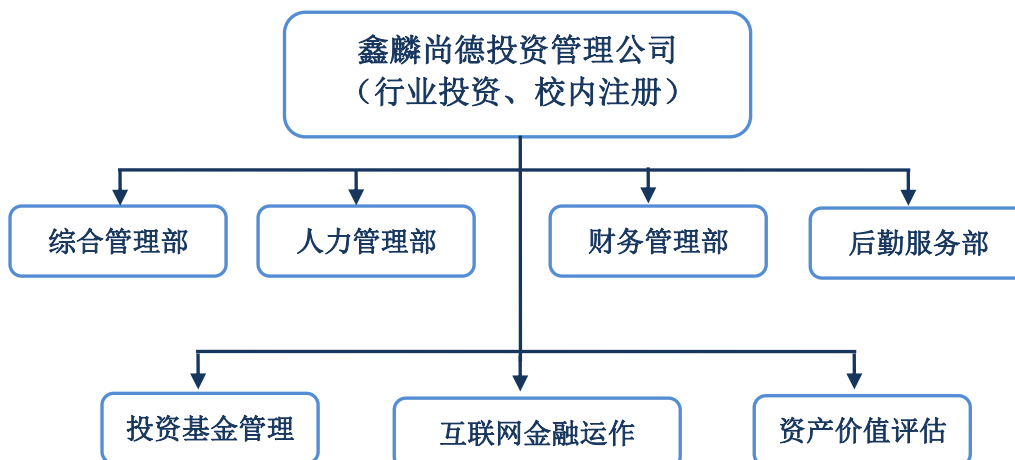 鑫麟尚德投资管理公司
（行业投资、校内注册）
综合管理部
人力管理部
财务管理部
后勤服务部
投资基金管理
互联网金融运作
资产价值评估